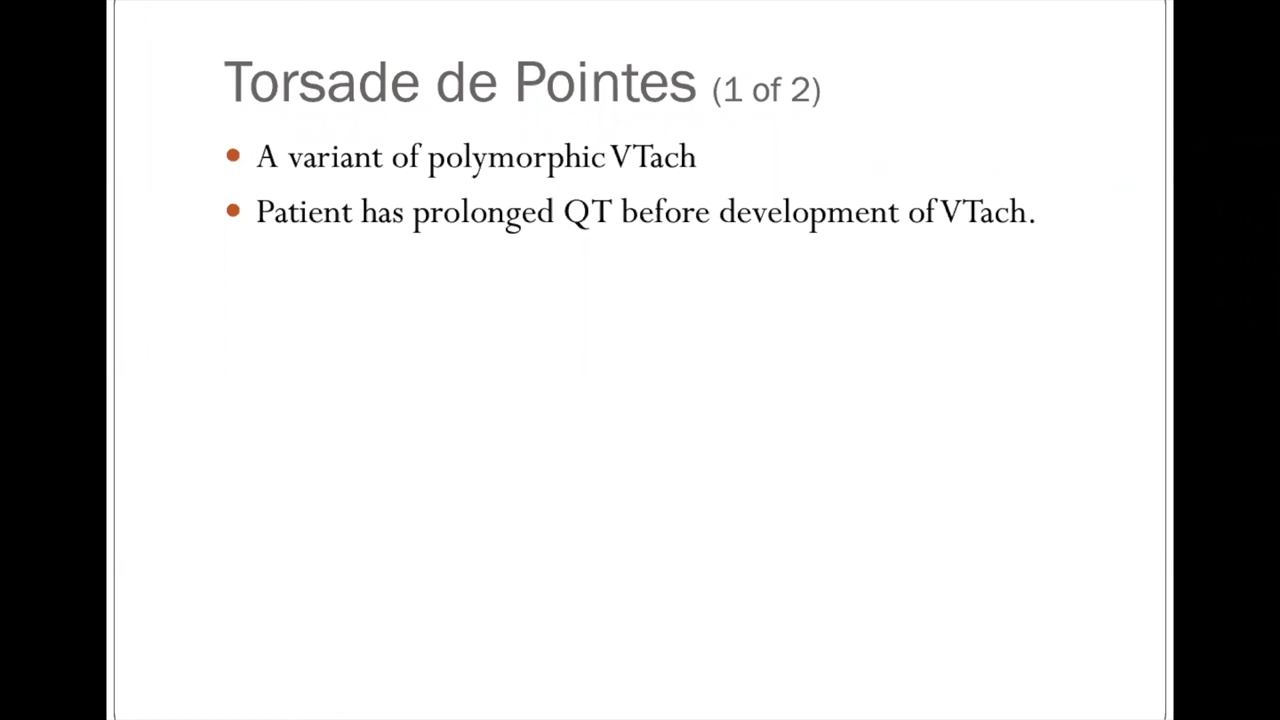 Torsade de Pointes (1 of 2)
• A variant of polymorphic VTach
• Patient has prolonged QT before development of VTach.